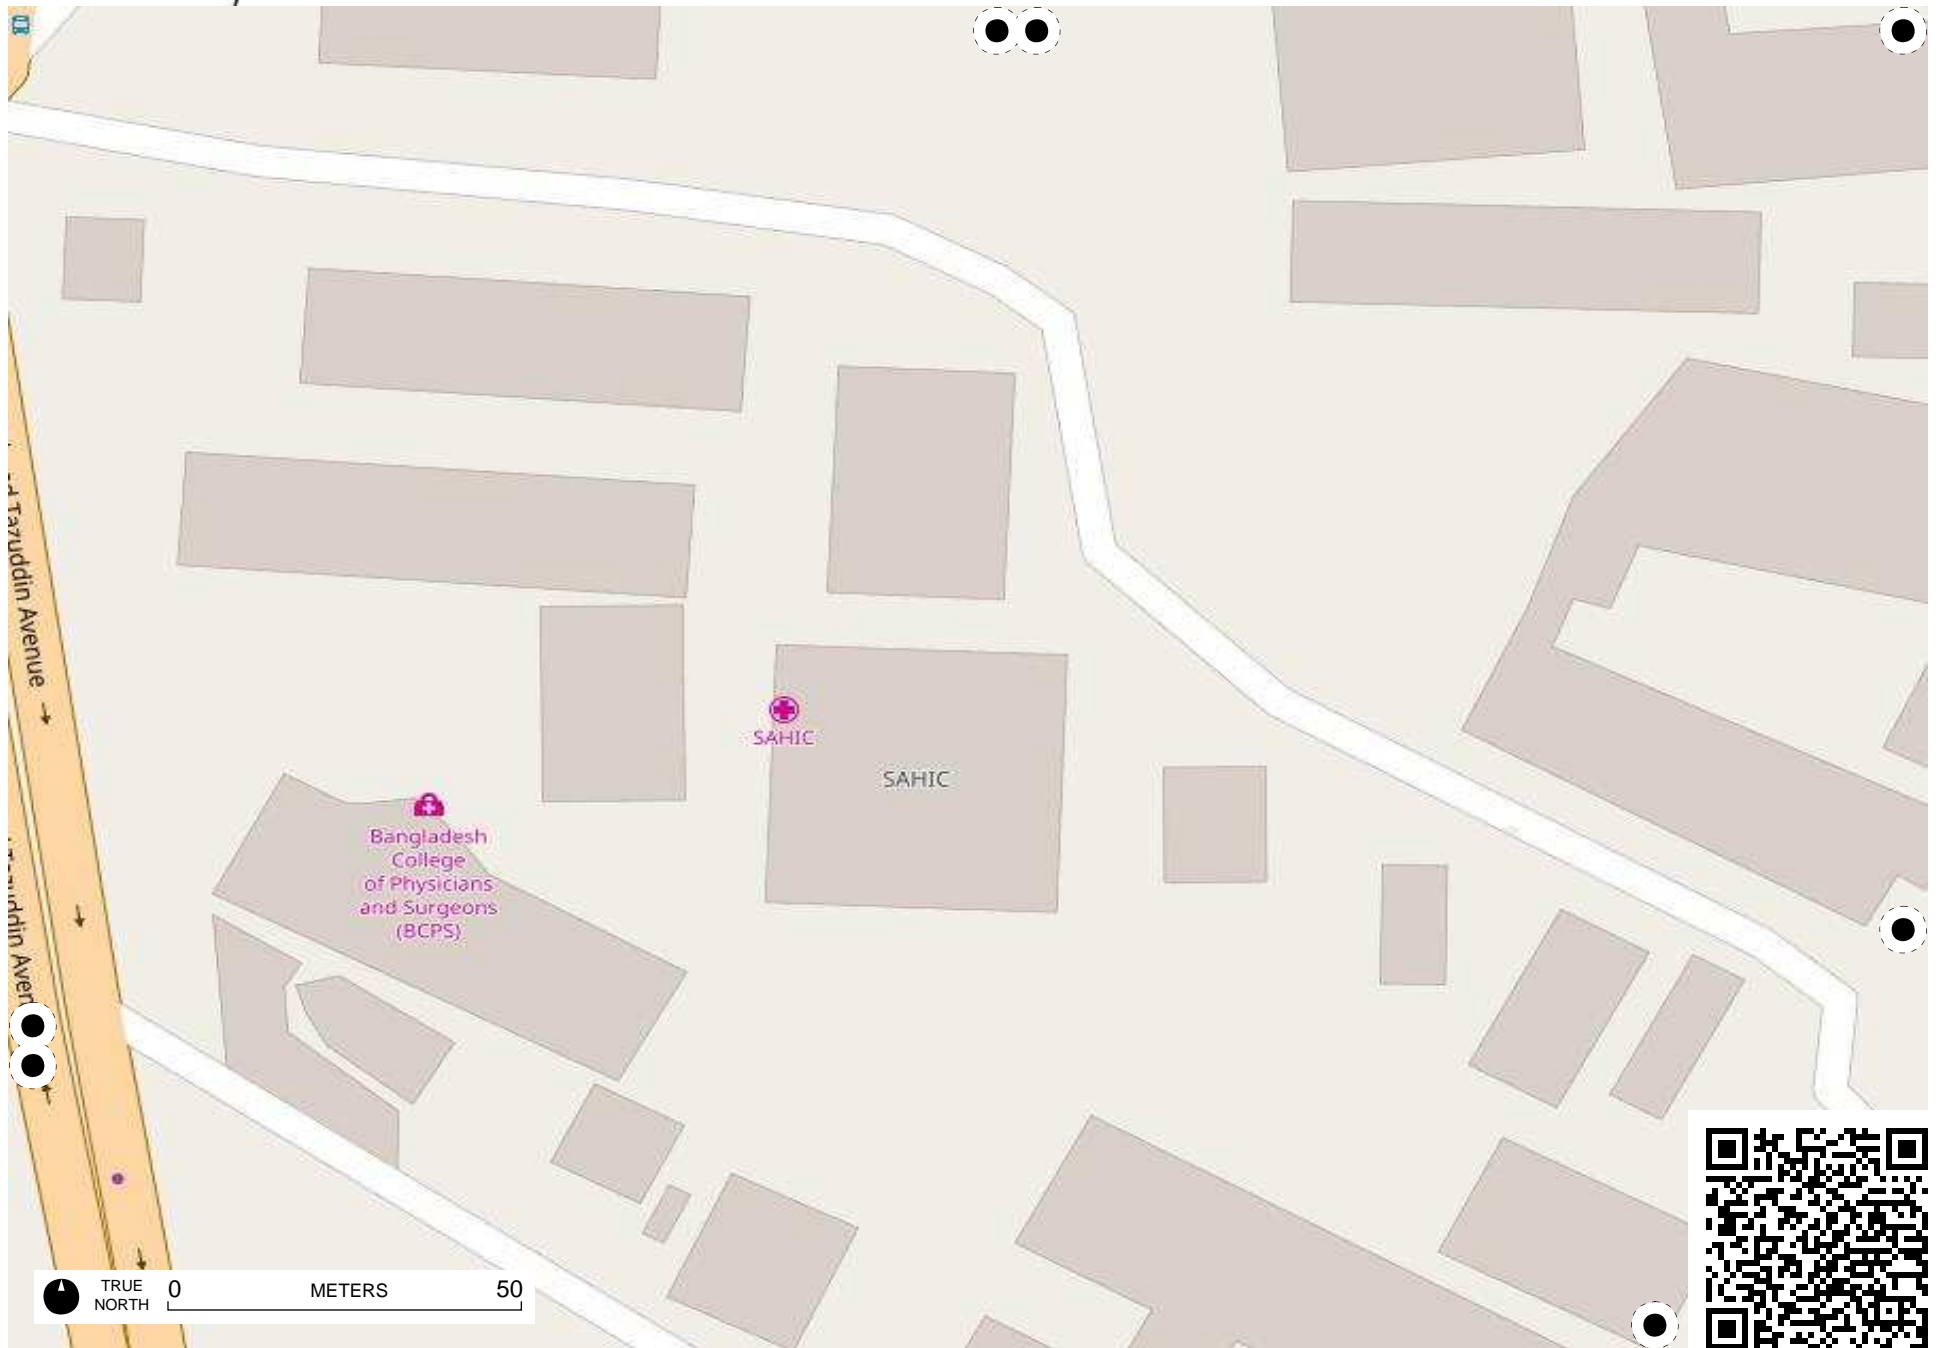 d Tazuddin Avenue
SAHIC
SAHIC
Bangladesh
College
of Physicians
and Surgeons
(BCPS)
TRUE
NORTH
0 METERS 50